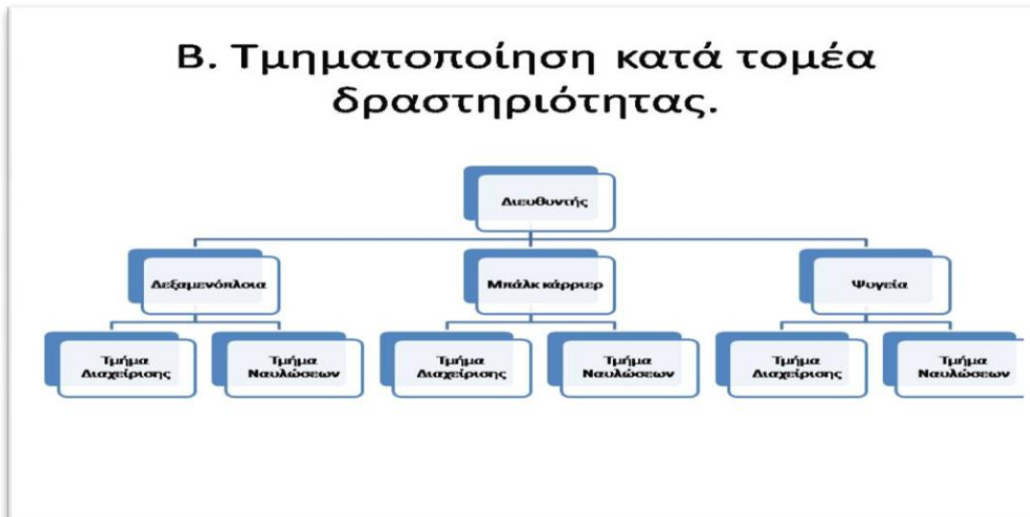 Β. Τμηματοποίηση κατά τομέα
δραστηριότητας.
Διευθυντής
Δεξαμενόπλοια
Μπάλκ κάρριερ
Ψυγεία
Τμήμα
Διαχείρισης
Τμήμα
Ναυλώσεων
Τμήμα
Διαχείρισης
Τμήμα
Ναυλώσεων
Τμήμα
Διαχείρισης
Τμήμα
Ναυλώσεων